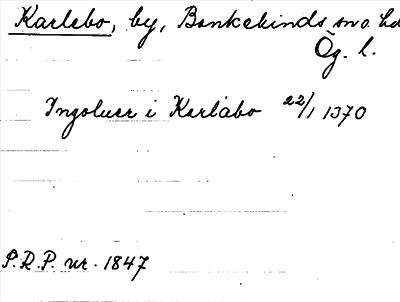 Karlebo, by, Bankekinds sn o. hd
Ög. l.
Ingoluer i Karlabo 22/1 1370
P.R.P. nr. 1847